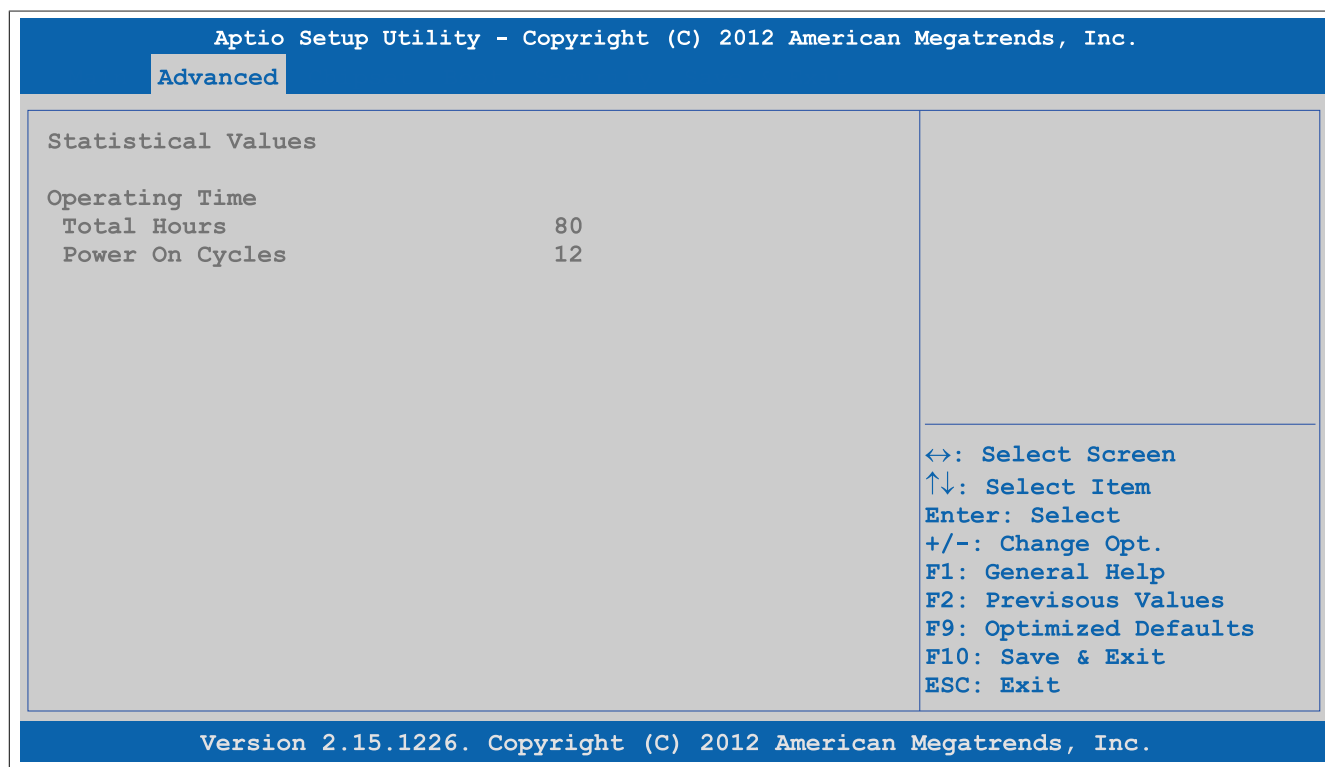 Aptio Setup Utility - Copyright (C) 2012 American Megatrends, Inc.
Advanced
Statistical Values
Operating Time
Total Hours 80
Power On Cycles 12
↔: Select Screen
↑↓: Select Item
Enter: Select
+/-: Change Opt.
F1: General Help
F2: Previsous Values
F9: Optimized Defaults
F10: Save & Exit
ESC: Exit
Version 2.15.1226. Copyright (C) 2012 American Megatrends, Inc.